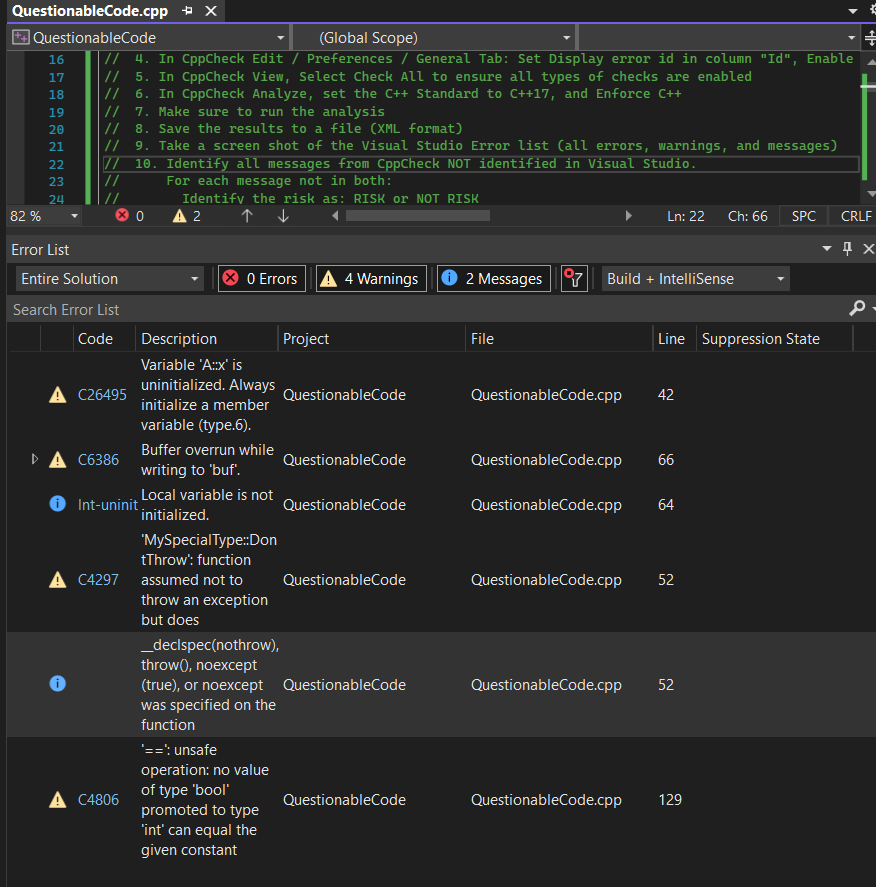 QuestionableCode.cpp
QuestionableCode
(Global Scope)
16 // 4. In CppCheck Edit / Preferences / General Tab: Set Display error id in column "Id", Enable
17 // 5. In CppCheck View, Select Check All to ensure all types of checks are enabled
18 // 6. In CppCheck Analyze, set the C++ Standard to C++17, and Enforce C++
19 // 7. Make sure to run the analysis
20 // 8. Save the results to a file (XML format)
21 // 9. Take a screen shot of the Visual Studio Error list (all errors, warnings, and messages)
22 // 10. Identify all messages from CppCheck NOT identified in Visual Studio.
23 // For each message not in both:
24 // Identify the risk as: RISK or NOT RISK
82 % 0 2 Ln: 22 Ch: 66 SPC CRLF
Error List
Entire Solution 0 Errors 4 Warnings 2 Messages Build + IntelliSense
Search Error List
Code Description Project File Line Suppression State
Variable 'A::x' is
uninitialized. Always
C26495 initialize a member QuestionableCode QuestionableCode.cpp 42
variable (type.6).
Buffer overrun while
C6386 writing to 'buf'. QuestionableCode QuestionableCode.cpp 66
Int-uninit Local variable is not QuestionableCode QuestionableCode.cpp 64
initialized.
'MySpecialType::Don
tThrow': function
C4297 assumed not to QuestionableCode QuestionableCode.cpp 52
throw an exception
but does
__declspec(nothrow),
throw(), noexcept
(true), or noexcept QuestionableCode QuestionableCode.cpp 52
was specified on the
function
'==': unsafe
operation: no value
of type 'bool'
C4806 promoted to type QuestionableCode QuestionableCode.cpp 129
'int' can equal the
given constant